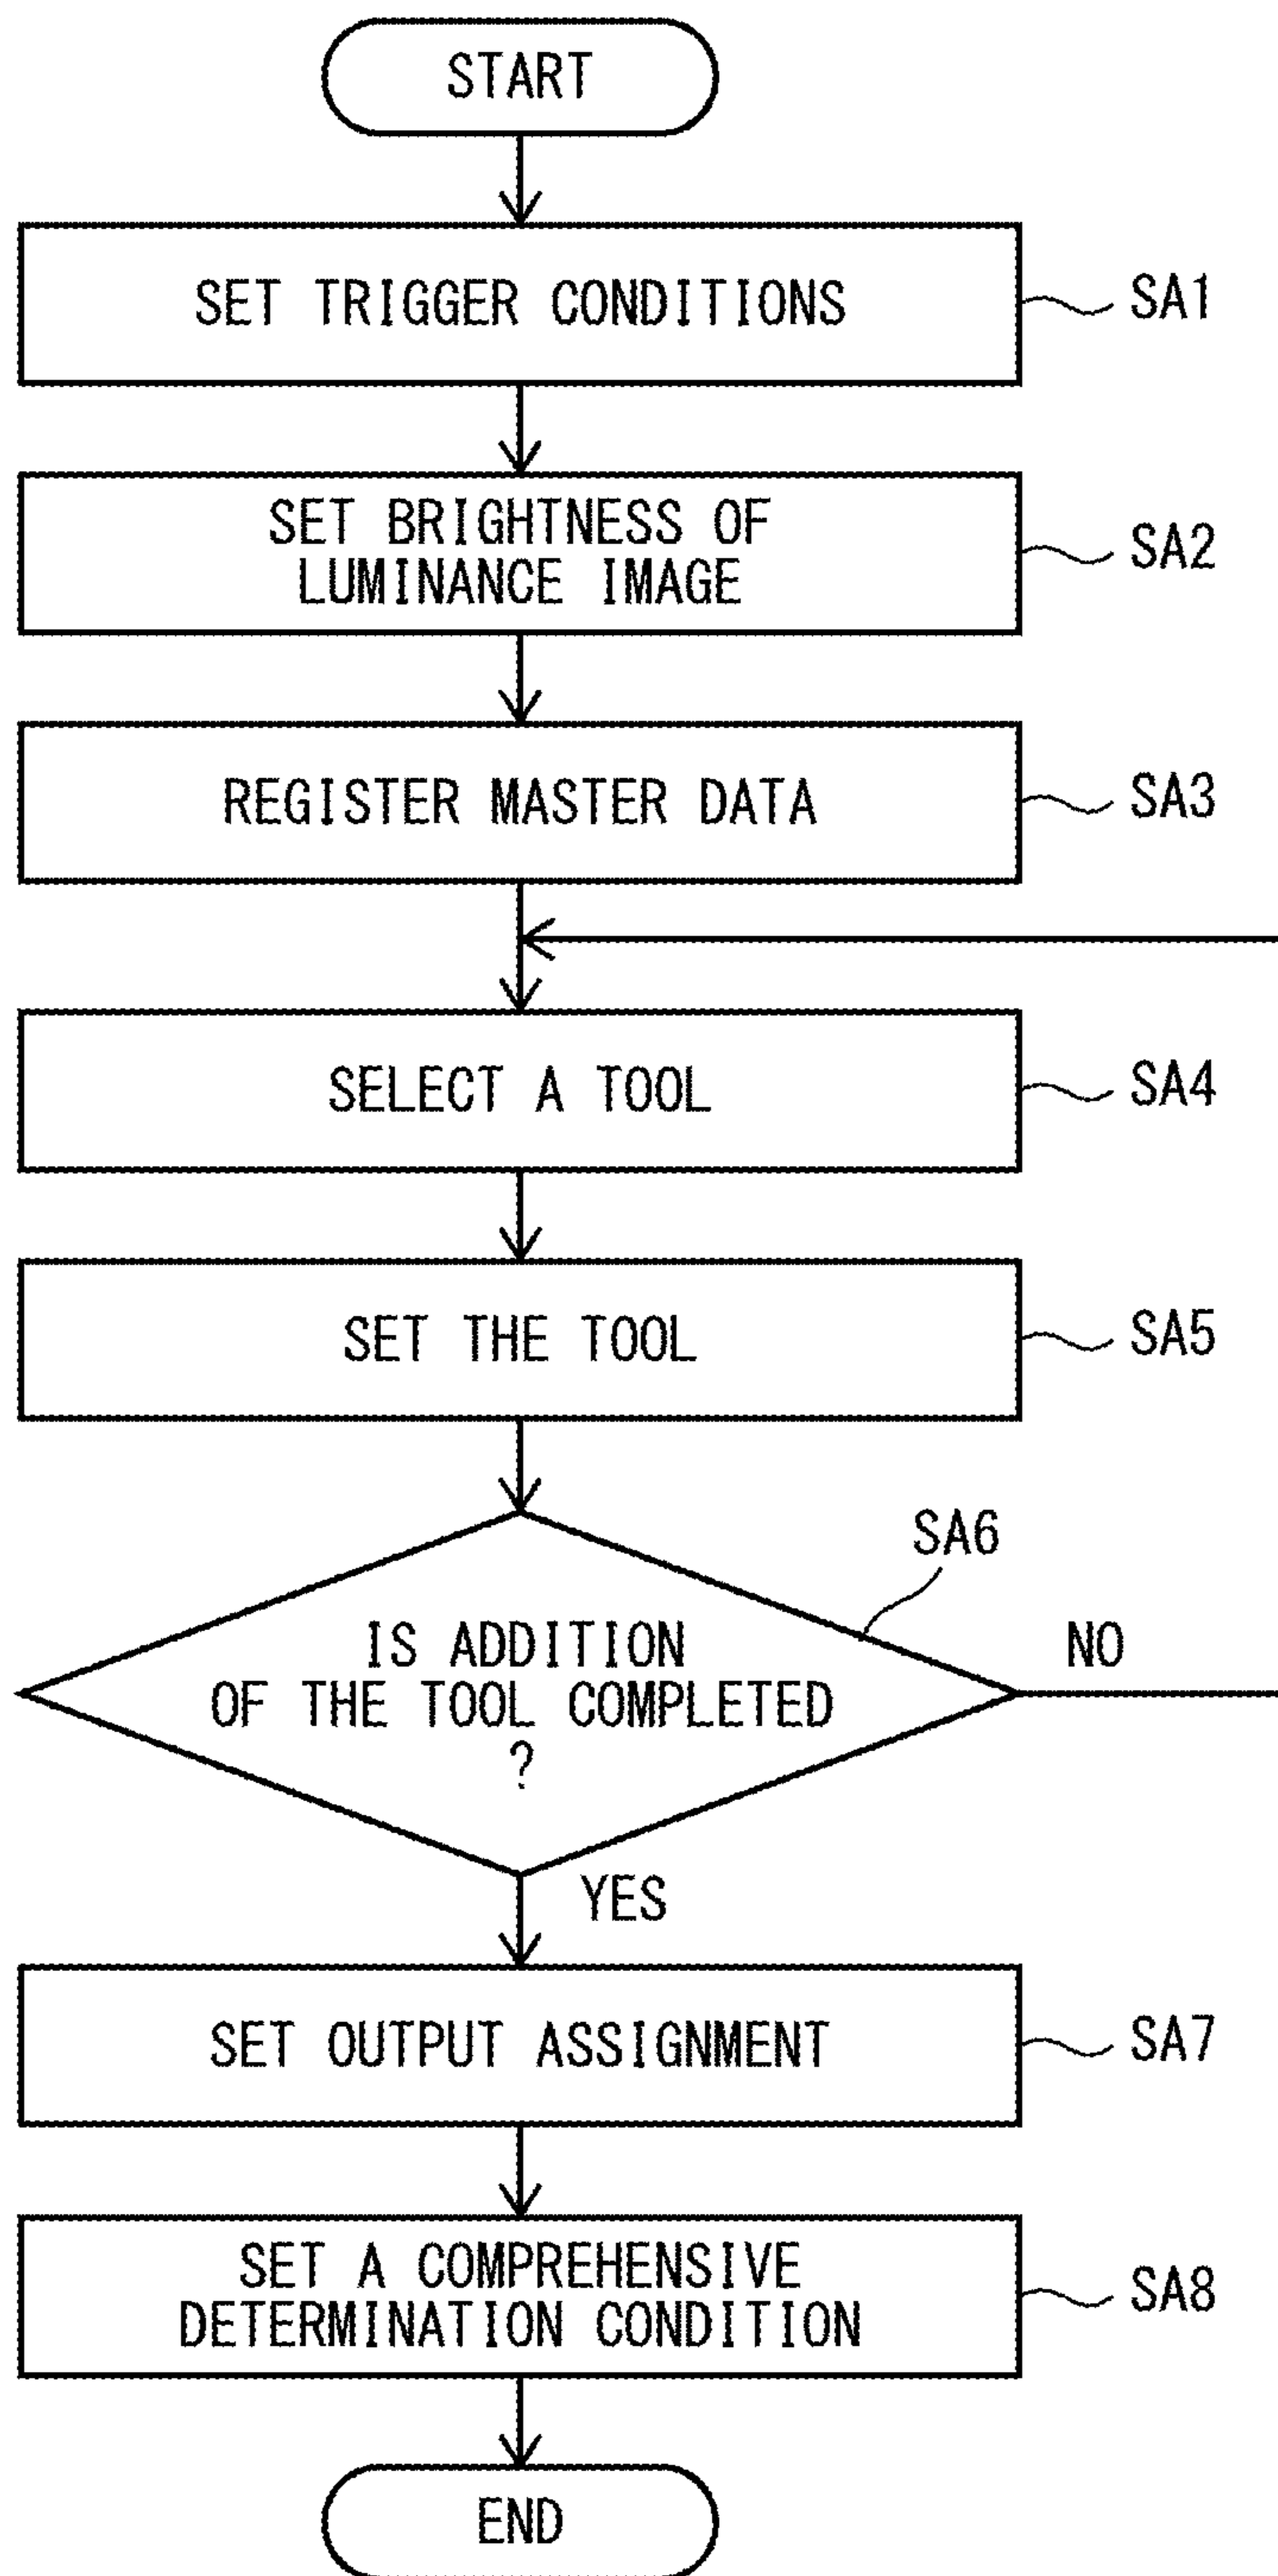 START
SET TRIGGER CONDITIONS
SA1
SET BRIGHTNESS OF
LUMINANCE IMAGE
SA2
REGISTER MASTER DATA
SA3
SELECT A TOOL
SA4
SET THE TOOL
SA5
SA6
IS ADDITION
OF THE TOOL COMPLETED
?
NO
YES
SET OUTPUT ASSIGNMENT
SA7
SET A COMPREHENSIVE
DETERMINATION CONDITION
SA8
END